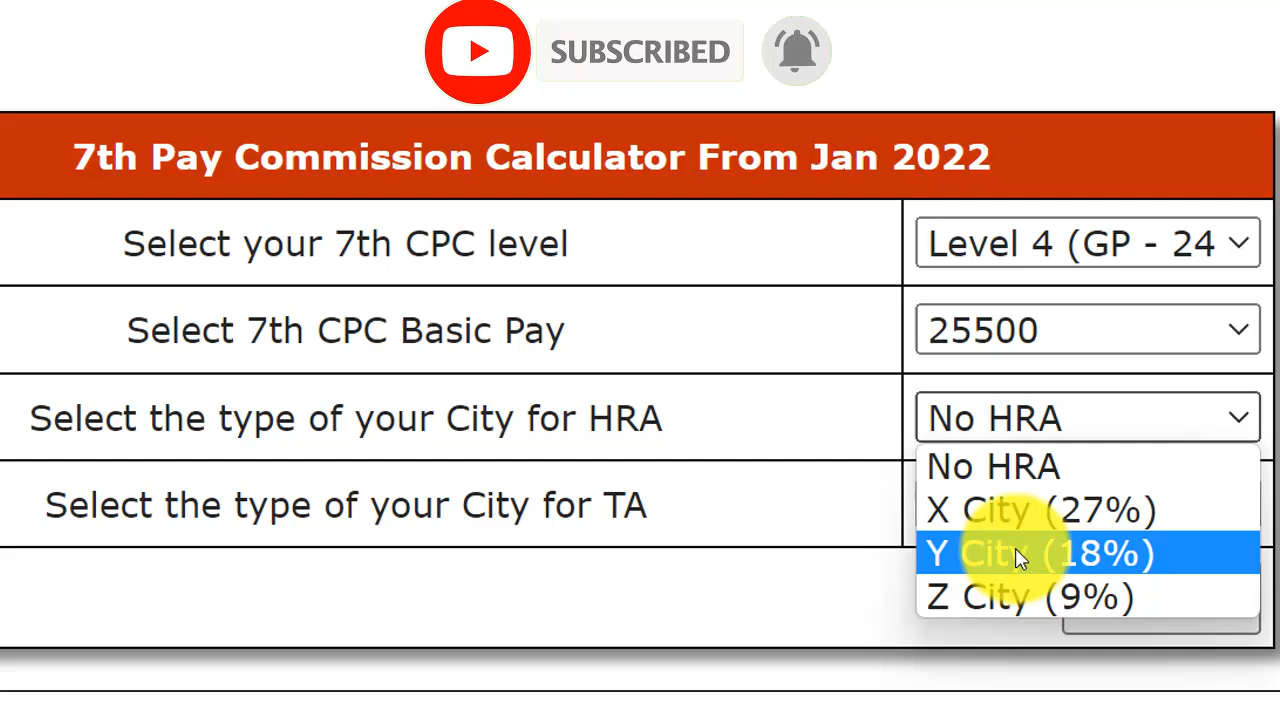 SUBSCRIBED
7th Pay Commission Calculator From Jan 2022
Select your 7th CPC level
Level 4 (GP - 24
Select 7th CPC Basic Pay
25500
Select the type of your City for HRA
No HRA
No HRA
X City (27%)
Select the type of your City for TA
Y City (18%)
Z City (9%)